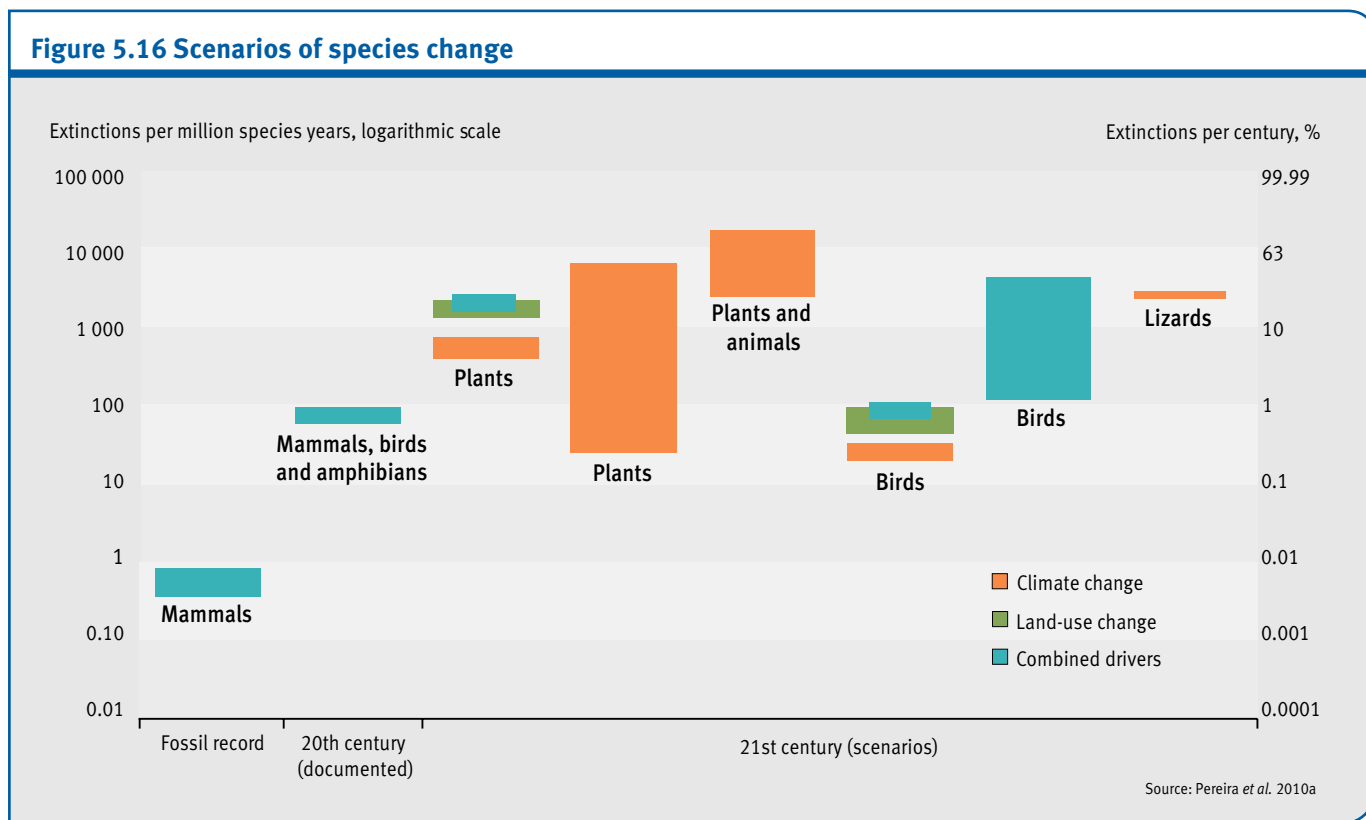 Figure 5.16 Scenarios of species change
Extinctions per million species years, logarithmic scale
Extinctions per century, %
100 000
10 000
1 000
100
10
1
0.10
0.01
99.99
63
10
1
0.1
0.01
0.001
0.0001
Mammals
Mammals, birds
and amphibians
Plants
Plants
Plants and
animals
Birds
Birds
Lizards
Climate change
Land-use change
Combined drivers
Fossil record
20th century
(documented)
21st century (scenarios)
Source: Pereira et al. 2010a